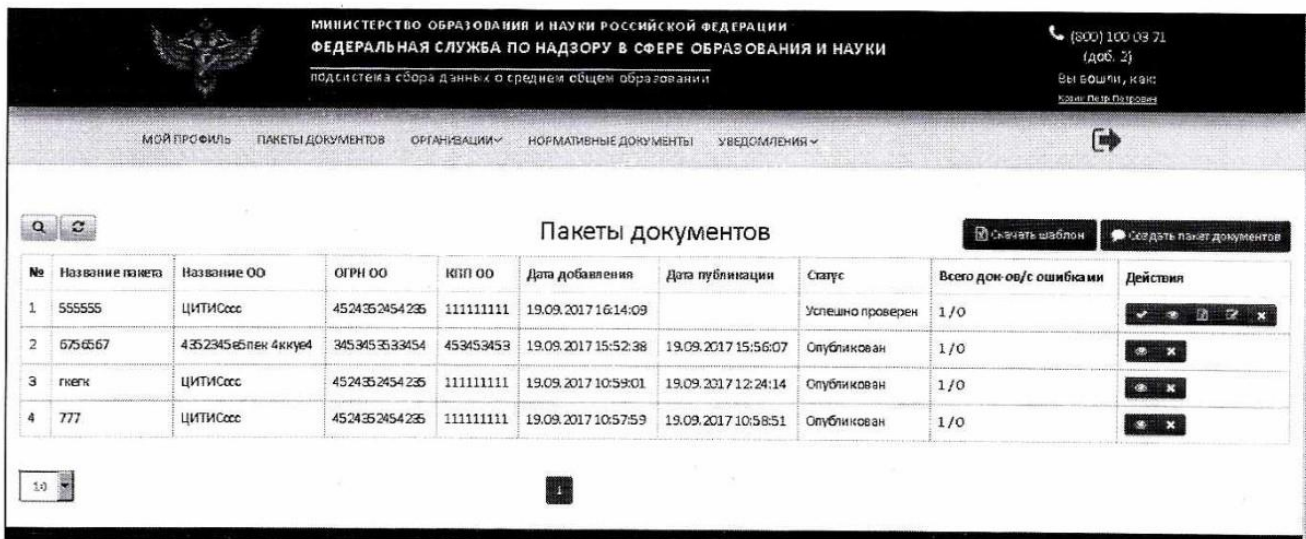 МИНИСТЕРСТВО ОБРАЗОВАНИЯ И НАУКИ РОССИЙСКОЙ ФЕДЕРАЦИИ
ФЕДЕРАЛЬНАЯ СЛУЖБА ПО НАДЗОРУ В СФЕРЕ ОБРАЗОВАНИЯ И НАУКИ
подсистема сбора данных о среднем общем образовании
(800) 100 03 71
(доб. 2)
Вы вошли, как:
Петр Петрович
МОЙ ПРОФИЛЬ ПАКЕТЫ ДОКУМЕНТОВ ОРГАНИЗАЦИИ НОРМАТИВНЫЕ ДОКУМЕНТЫ УВЕДОМЛЕНИЯ
Пакеты документов
Скачать шаблон
Создать пакет документов
№ Название пакета Название ОО ОГРН ОО КПП ОО Дата добавления Дата публикации Статус Всего док-ов/с ошибками Действия
1 555555 ЦИТИСссс 4524352454235 111111111 19.09.2017 16:14:09 Успешно проверен 1/0
2 6756567 4352345е5пек 4ккуе4 3453453533454 453453453 19.09.2017 15:52:38 19.09.2017 15:56:07 Опубликован 1/0
3 гкегк ЦИТИСссс 4524352454235 111111111 19.09.2017 10:59:01 19.09.2017 12:24:14 Опубликован 1/0
4 777 ЦИТИСссс 4524352454235 111111111 19.09.2017 10:57:59 19.09.2017 10:58:51 Опубликован 1/0
10
1